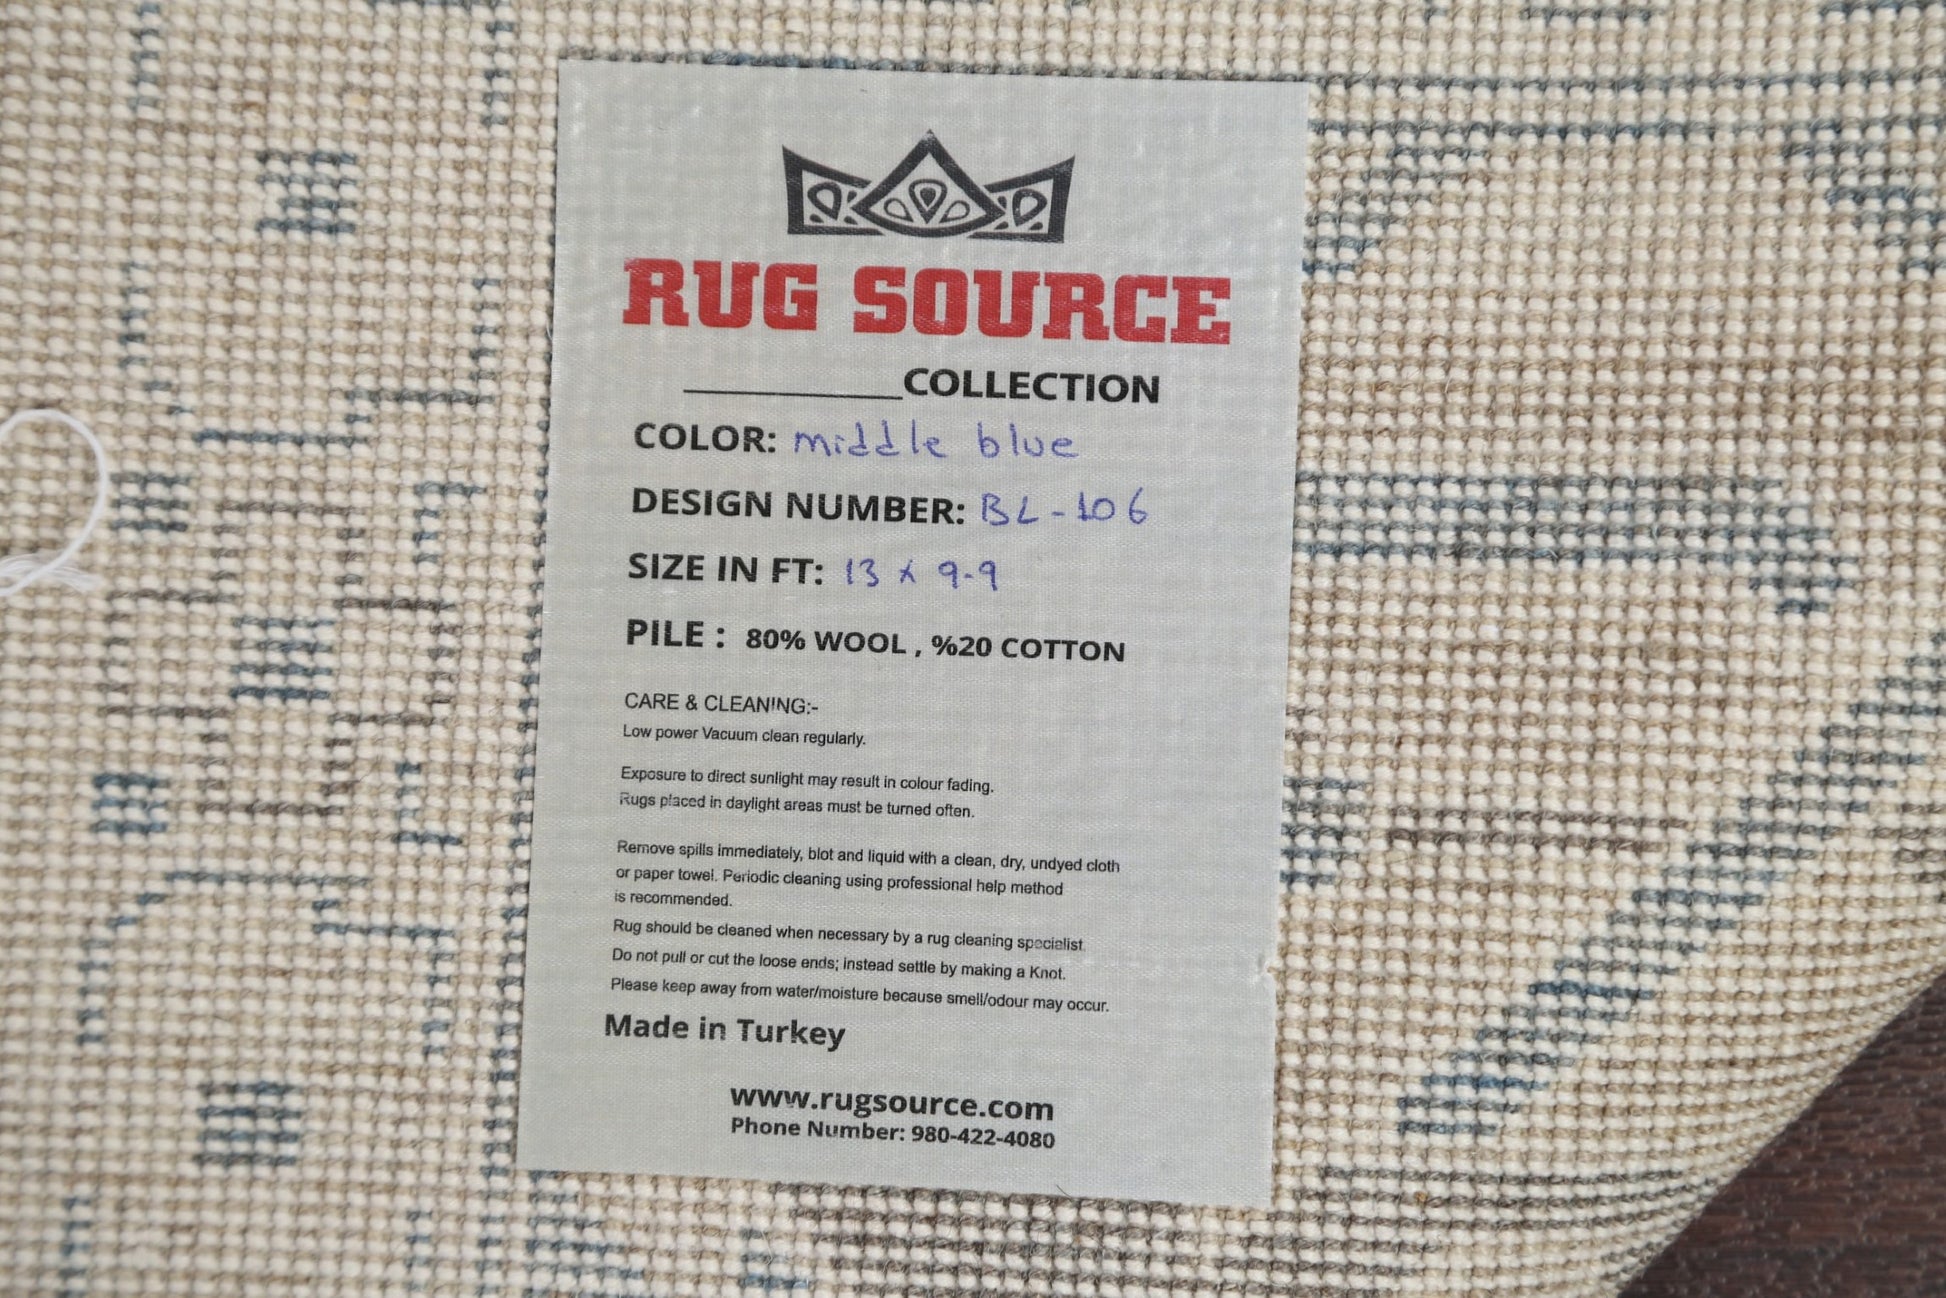 RUG SOURCE
__________COLLECTION
COLOR: middle blue
DESIGN NUMBER: BL-106
SIZE IN FT: 13 x 9-9
PILE : 80% WOOL , %20 COTTON
CARE & CLEANING:-
Low power Vacuum clean regularly.
Exposure to direct sunlight may result in colour fading.
Rugs placed in daylight areas must be turned often.
Remove spills immediately, blot and liquid with a clean, dry, undyed cloth
or paper towel. Periodic cleaning using professional help method
is recommended.
Rug should be cleaned when necessary by a rug cleaning specialist.
Do not pull or cut the loose ends; instead settle by making a Knot.
Please keep away from water/moisture because smell/odour may occur.
Made in Turkey
www.rugsource.com
Phone Number: 980-422-4080